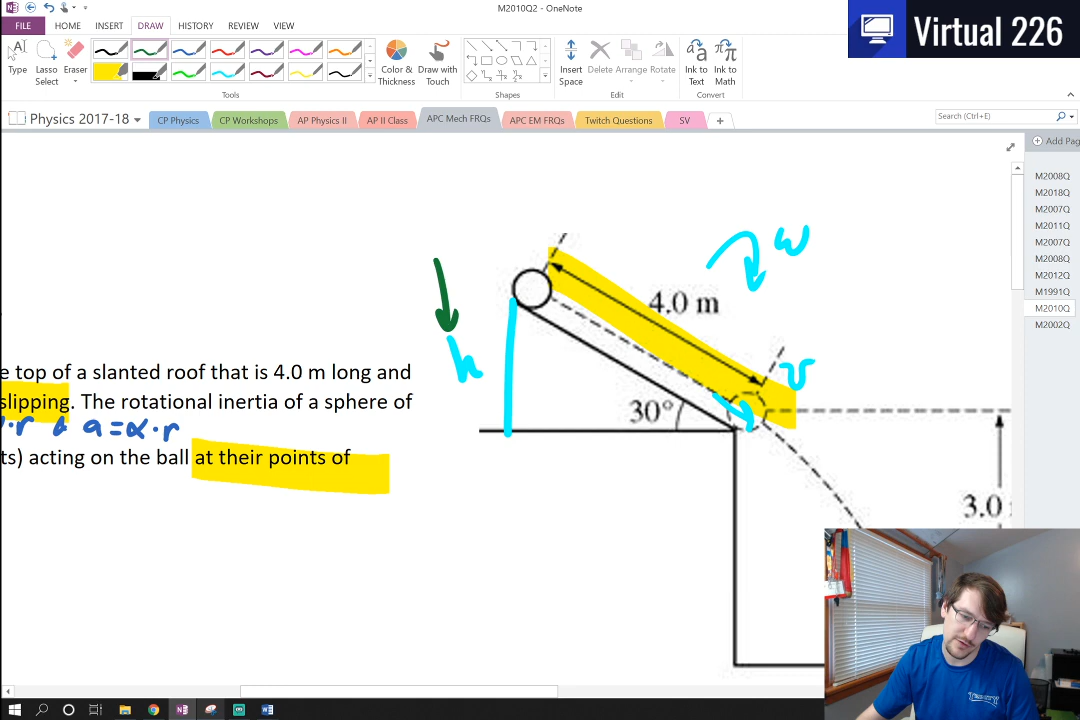 M2010Q2 - OneNote
Virtual 226
FILE HOME INSERT DRAW HISTORY REVIEW VIEW
Type
Lasso Select
Eraser
Color & Thickness
Draw with Touch
Insert Space
Delete Arrange Rotate
Ink to Text
Ink to Math
Tools Shapes Edit Convert
Physics 2017-18
CP Physics CP Workshops AP Physics II AP II Class APC Mech FRQs APC EM FRQs Twitch Questions SV
Search (Ctrl+E)
Add Pag
M2008Q
M2018Q
M2007Q
M2011Q
M2007Q
M2008Q
M2012Q
M1991Q
M2010Q
M2002Q
ω
4.0 m
h
v
30°
3.0
e top of a slanted roof that is 4.0 m long and
slipping. The rotational inertia of a sphere of
·r & a = α·r
ts) acting on the ball at their points of